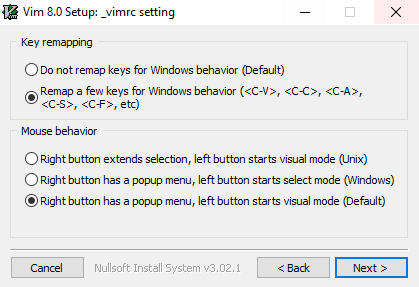 Vim 8.0 Setup: _vimrc setting
Key remapping
Do not remap keys for Windows behavior (Default)
Remap a few keys for Windows behavior (<C-V>, <C-C>, <C-A>,
<C-S>, <C-F>, etc)
Mouse behavior
Right button extends selection, left button starts visual mode (Unix)
Right button has a popup menu, left button starts select mode (Windows)
Right button has a popup menu, left button starts visual mode (Default)
Cancel
Nullsoft Install System v3.02.1
< Back
Next >